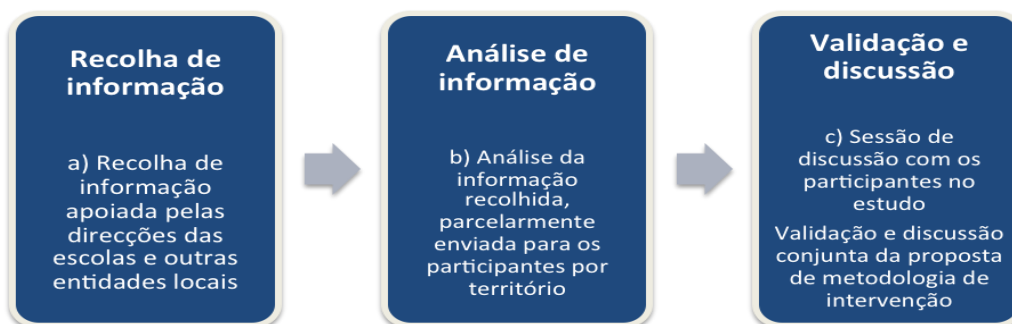 Recolha de
informação
a) Recolha de
informação
apoiada pelas
direcções das
escolas e outras
entidades locais
Análise de
informação
b) Análise da
informação
recolhida,
parcelarmente
enviada para os
participantes por
território
Validação e
discussão
c) Sessão de
discussão com os
participantes no
estudo
Validação e discussão
conjunta da proposta
de metodologia de
intervenção